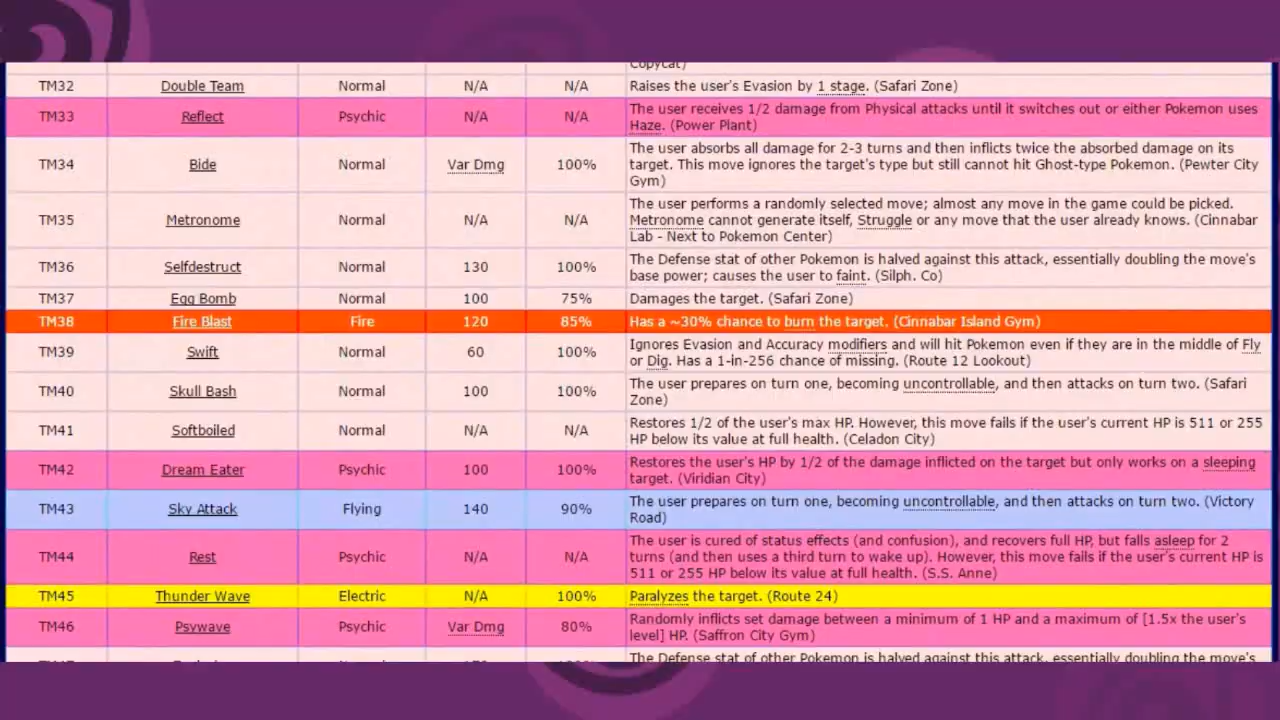 Copycat)
TM32 Double Team Normal N/A N/A Raises the user's Evasion by 1 stage. (Safari Zone)
TM33 Reflect Psychic N/A N/A The user receives 1/2 damage from Physical attacks until it switches out or either Pokemon uses
Haze. (Power Plant)
TM34 Bide Normal Var Dmg 100% The user absorbs all damage for 2-3 turns and then inflicts twice the absorbed damage on its
target. This move ignores the target's type but still cannot hit Ghost-type Pokemon. (Pewter City
Gym)
TM35 Metronome Normal N/A N/A The user performs a randomly selected move; almost any move in the game could be picked.
Metronome cannot generate itself, Struggle or any move that the user already knows. (Cinnabar
Lab - Next to Pokemon Center)
TM36 Selfdestruct Normal 130 100% The Defense stat of other Pokemon is halved against this attack, essentially doubling the move's
base power; causes the user to faint. (Silph. Co)
TM37 Egg Bomb Normal 100 75% Damages the target. (Safari Zone)
TM38 Fire Blast Fire 120 85% Has a ~30% chance to burn the target. (Cinnabar Island Gym)
TM39 Swift Normal 60 100% Ignores Evasion and Accuracy modifiers and will hit Pokemon even if they are in the middle of Fly
or Dig. Has a 1-in-256 chance of missing. (Route 12 Lookout)
TM40 Skull Bash Normal 100 100% The user prepares on turn one, becoming uncontrollable, and then attacks on turn two. (Safari
Zone)
TM41 Softboiled Normal N/A N/A Restores 1/2 of the user's max HP. However, this move fails if the user's current HP is 511 or 255
HP below its value at full health. (Celadon City)
TM42 Dream Eater Psychic 100 100% Restores the user's HP by 1/2 of the damage inflicted on the target but only works on a sleeping
target. (Viridian City)
TM43 Sky Attack Flying 140 90% The user prepares on turn one, becoming uncontrollable, and then attacks on turn two. (Victory
Road)
TM44 Rest Psychic N/A N/A The user is cured of status effects (and confusion), and recovers full HP, but falls asleep for 2
turns (and then uses a third turn to wake up). However, this move fails if the user's current HP is
511 or 255 HP below its value at full health. (S.S. Anne)
TM45 Thunder Wave Electric N/A 100% Paralyzes the target. (Route 24)
TM46 Psywave Psychic Var Dmg 80% Randomly inflicts set damage between a minimum of 1 HP and a maximum of [1.5x the user's
level] HP. (Saffron City Gym)
The Defense stat of other Pokemon is halved against this attack, essentially doubling the move's